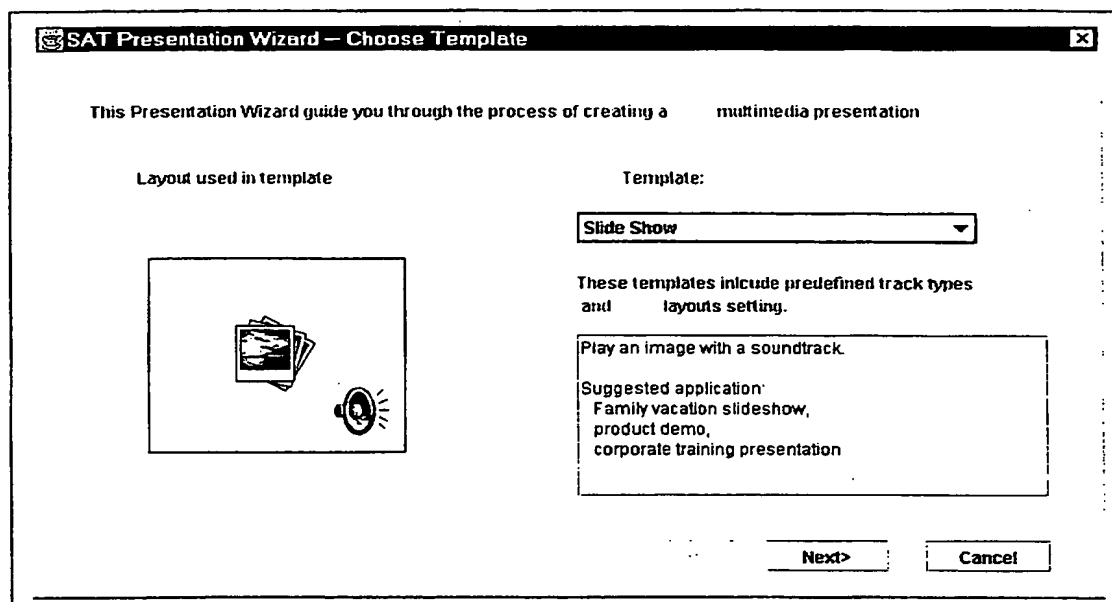 SAT Presentation Wizard – Choose Template
This Presentation Wizard guide you through the process of creating a multimedia presentation
Layout used in template
Template:
Slide Show
These templates inlcude predefined track types
and layouts setting.
Play an image with a soundtrack.
Suggested application:
Family vacation slideshow,
product demo,
corporate training presentation
Next>
Cancel